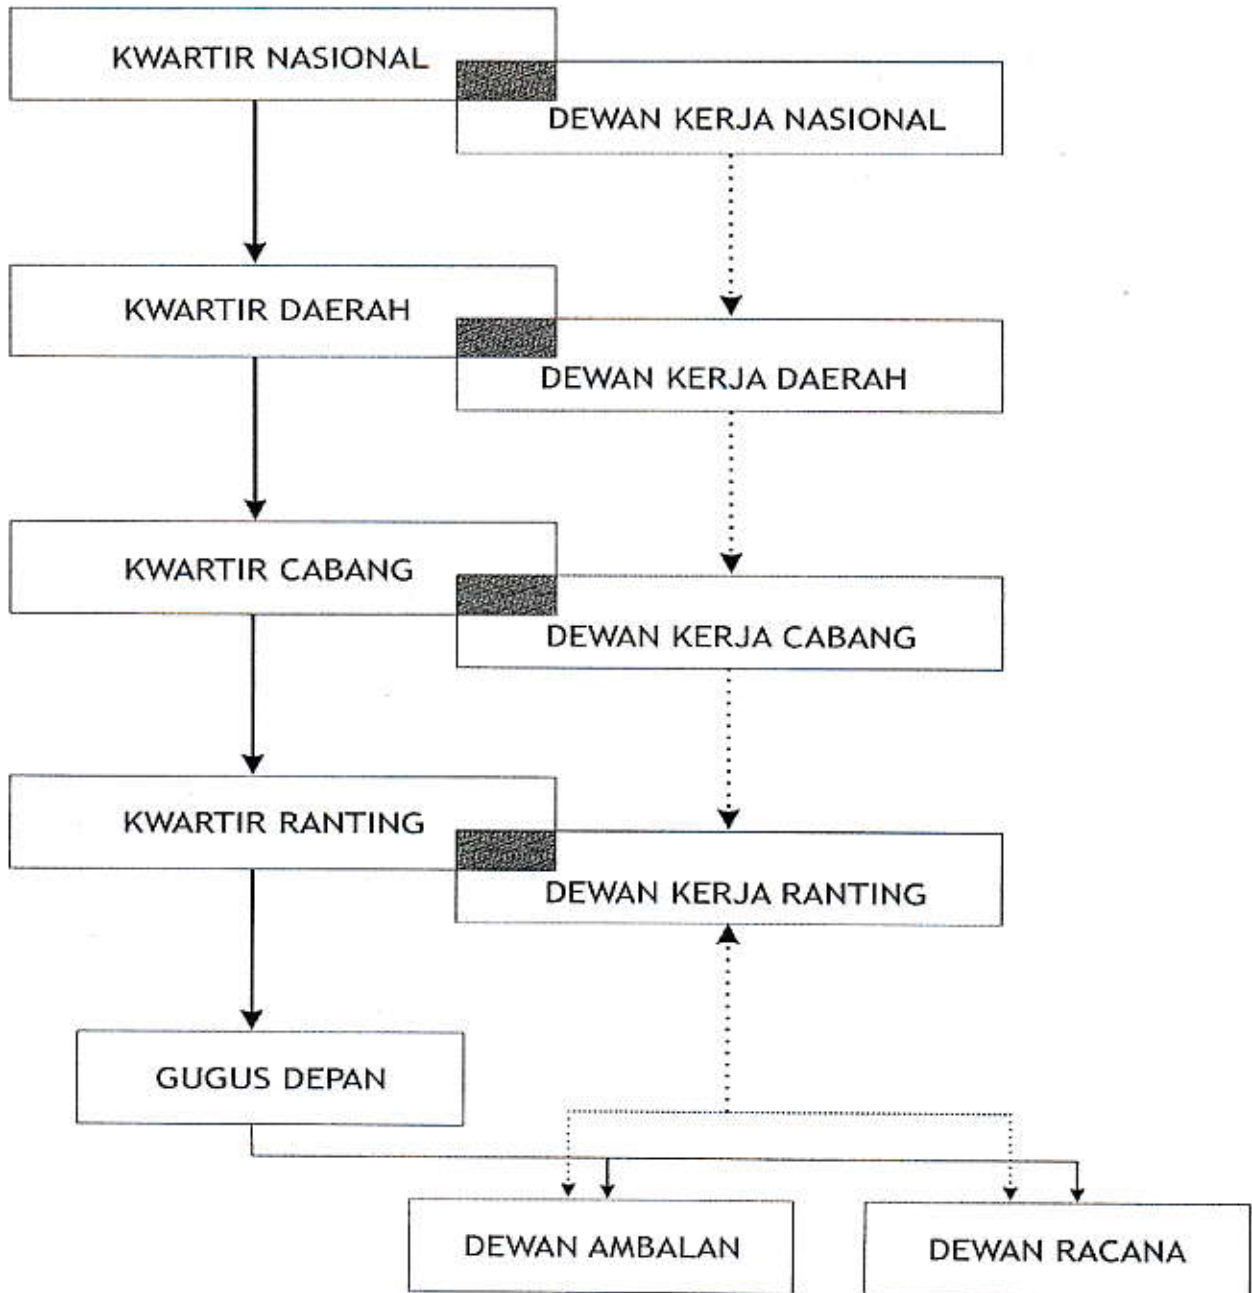 KWARTIR NASIONAL
DEWAN KERJA NASIONAL
KWARTIR DAERAH
DEWAN KERJA DAERAH
KWARTIR CABANG
DEWAN KERJA CABANG
KWARTIR RANTING
DEWAN KERJA RANTING
GUGUS DEPAN
DEWAN AMBALAN
DEWAN RACANA